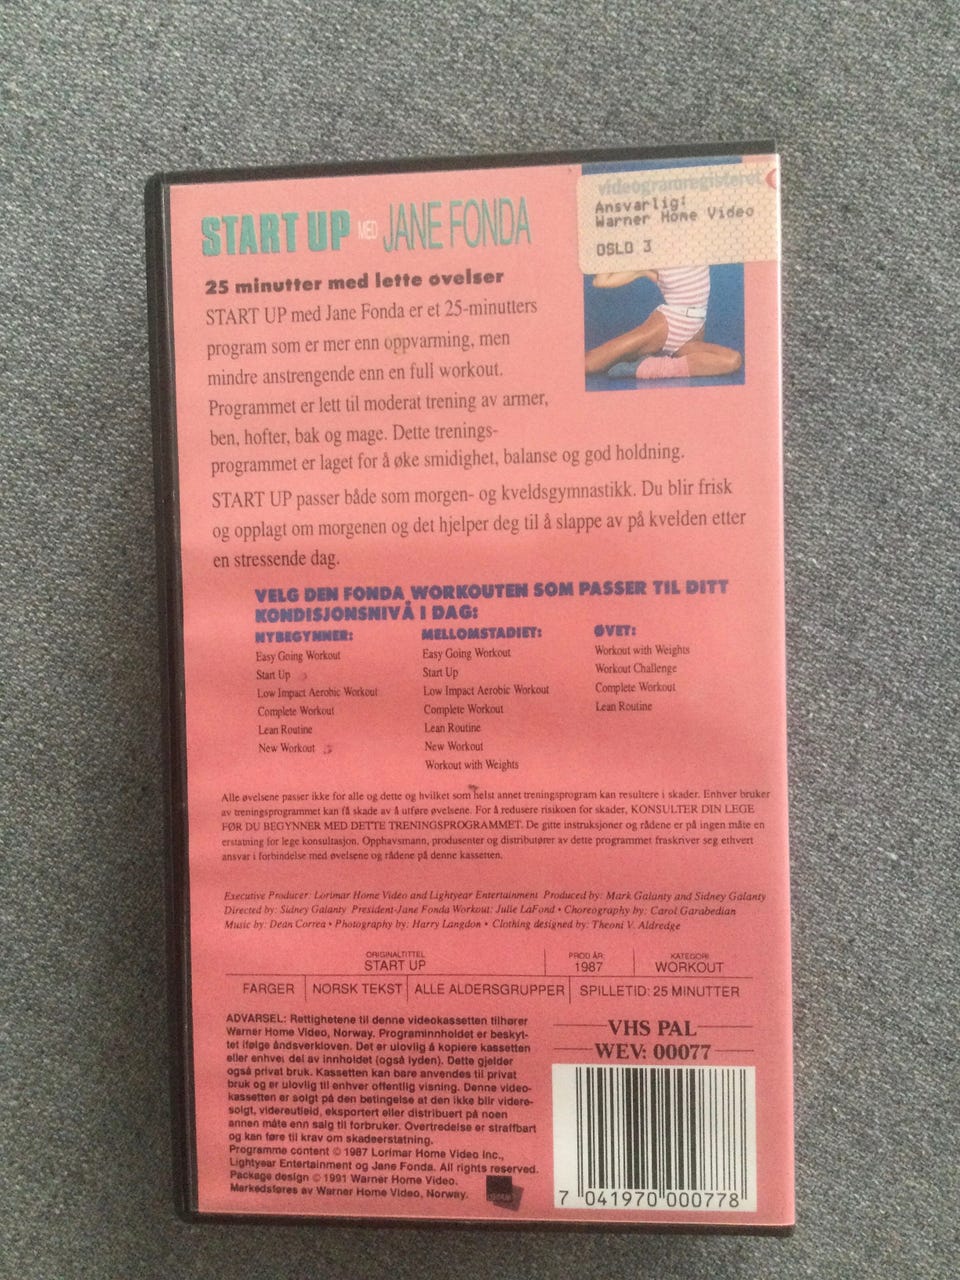 START UP MED JANE FONDA
videogramregisteret
Ansvarlig:
Warner Home Video
OSLO 3
25 minutter med lette øvelser
START UP med Jane Fonda er et 25-minutters
program som er mer enn oppvarming, men
mindre anstrengende enn en full workout.
Programmet er lett til moderat trening av armer,
ben, hofter, bak og mage. Dette trenings-
programmet er laget for å øke smidighet, balanse og god holdning.
START UP passer både som morgen- og kveldsgymnastikk. Du blir frisk
og opplagt om morgenen og det hjelper deg til å slappe av på kvelden etter
en stressende dag.
VELG DEN FONDA WORKOUTEN SOM PASSER TIL DITT
KONDISJONSNIVÅ I DAG:
NYBEGYNNER:
Easy Going Workout
Start Up
Low Impact Aerobic Workout
Complete Workout
Lean Routine
New Workout
MELLOMSTADIET:
Easy Going Workout
Start Up
Low Impact Aerobic Workout
Complete Workout
Lean Routine
New Workout
Workout with Weights
ØVET:
Workout with Weights
Workout Challenge
Complete Workout
Lean Routine
Alle øvelsene passer ikke for alle og dette og hvilket som helst annet treningsprogram kan resultere i skader. Enhver bruker
av treningsprogrammet kan få skade av å utføre øvelsene. For å redusere risikoen for skader, KONSULTER DIN LEGE
FØR DU BEGYNNER MED DETTE TRENINGSPROGRAMMET. De gitte instruksjoner og rådene er på ingen måte en
erstatning for lege konsultasjon. Opphavsmann, produsenter og distributører av dette programmet fraskriver seg ethvert
ansvar i forbindelse med øvelsene og rådene på denne kassetten.
Executive Producer: Lorimar Home Video and Lightyear Entertainment Produced by: Mark Galanty and Sidney Galanty
Directed by: Sidney Galanty President-Jane Fonda Workout: Julie LaFond • Choreography by: Carol Garabedian
Music by: Dean Correa • Photography by: Harry Langdon • Clothing designed by: Theoni V. Aldredge
ORIGINALTITTEL
START UP
PROD ÅR:
1987
KATEGORI
WORKOUT
FARGER
NORSK TEKST
ALLE ALDERSGRUPPER
SPILLETID: 25 MINUTTER
ADVARSEL: Rettighetene til denne videokassetten tilhører
Warner Home Video, Norway. Programinnholdet er beskyt-
tet ifølge åndsverkloven. Det er ulovlig å kopiere kassetten
eller enhver del av innholdet (også lyden). Dette gjelder
også privat bruk. Kassetten kan bare anvendes til privat
bruk og er ulovlig til enhver offentlig visning. Denne video-
kassetten er solgt på den betingelse at den ikke blir videre-
solgt, videreutleid, eksportert eller distribuert på noen
annen måte enn salg til forbruker. Overtredelse er straffbart
og kan føre til krav om skadeerstatning.
Programme content © 1987 Lorimar Home Video Inc.,
Lightyear Entertainment og Jane Fonda. All rights reserved.
Package design © 1991 Warner Home Video.
Markedsføres av Warner Home Video, Norway.
VHS PAL
WEV: 00077
7 041970 000778